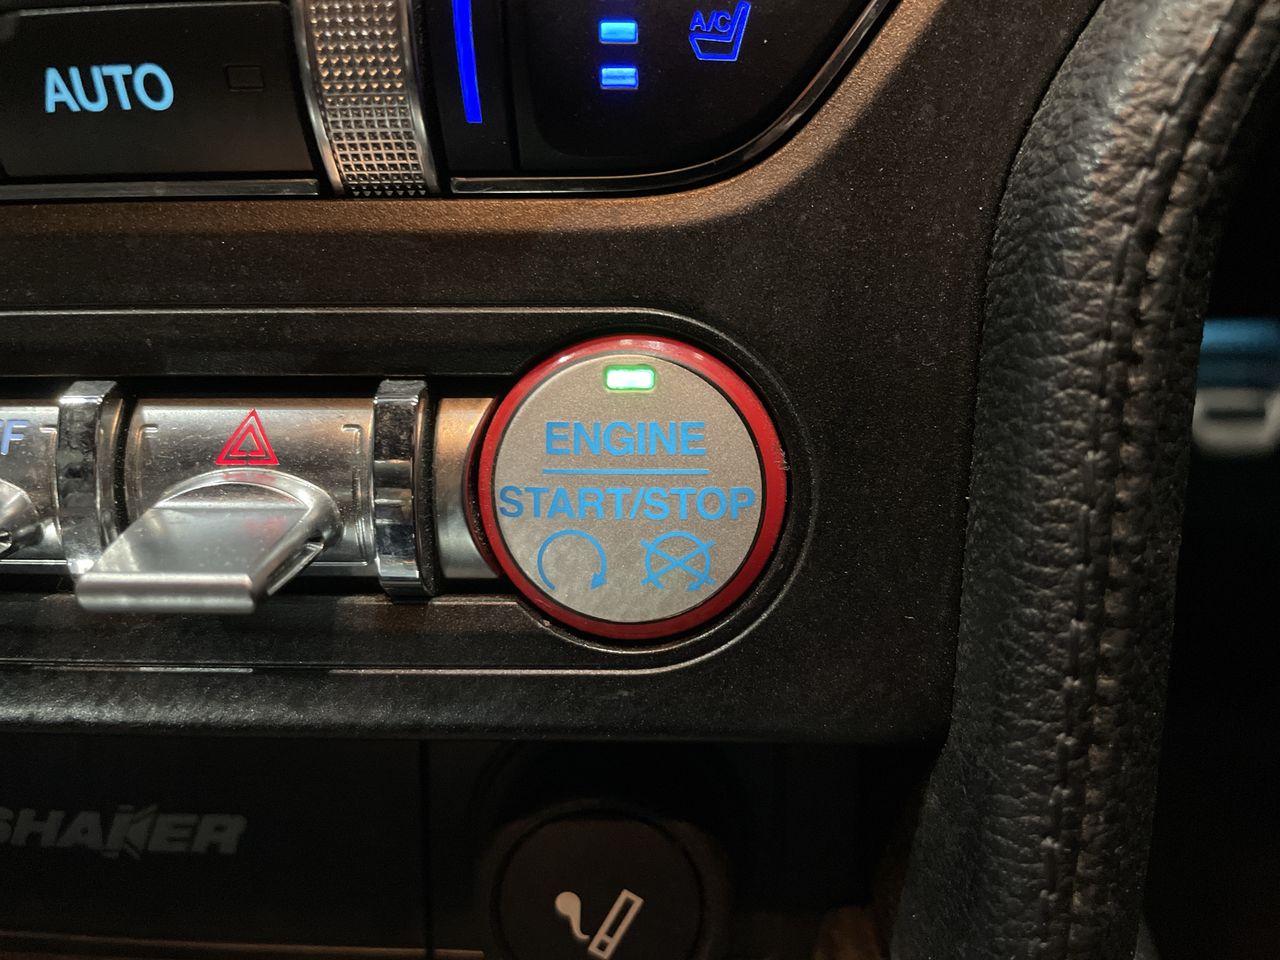 AUTO
A/C
ENGINE
START/STOP
SHAKER